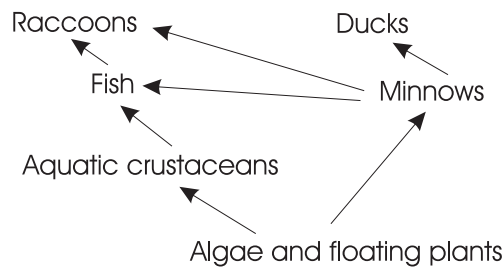 Raccoons
Ducks
Fish
Minnows
Aquatic crustaceans
Algae and floating plants